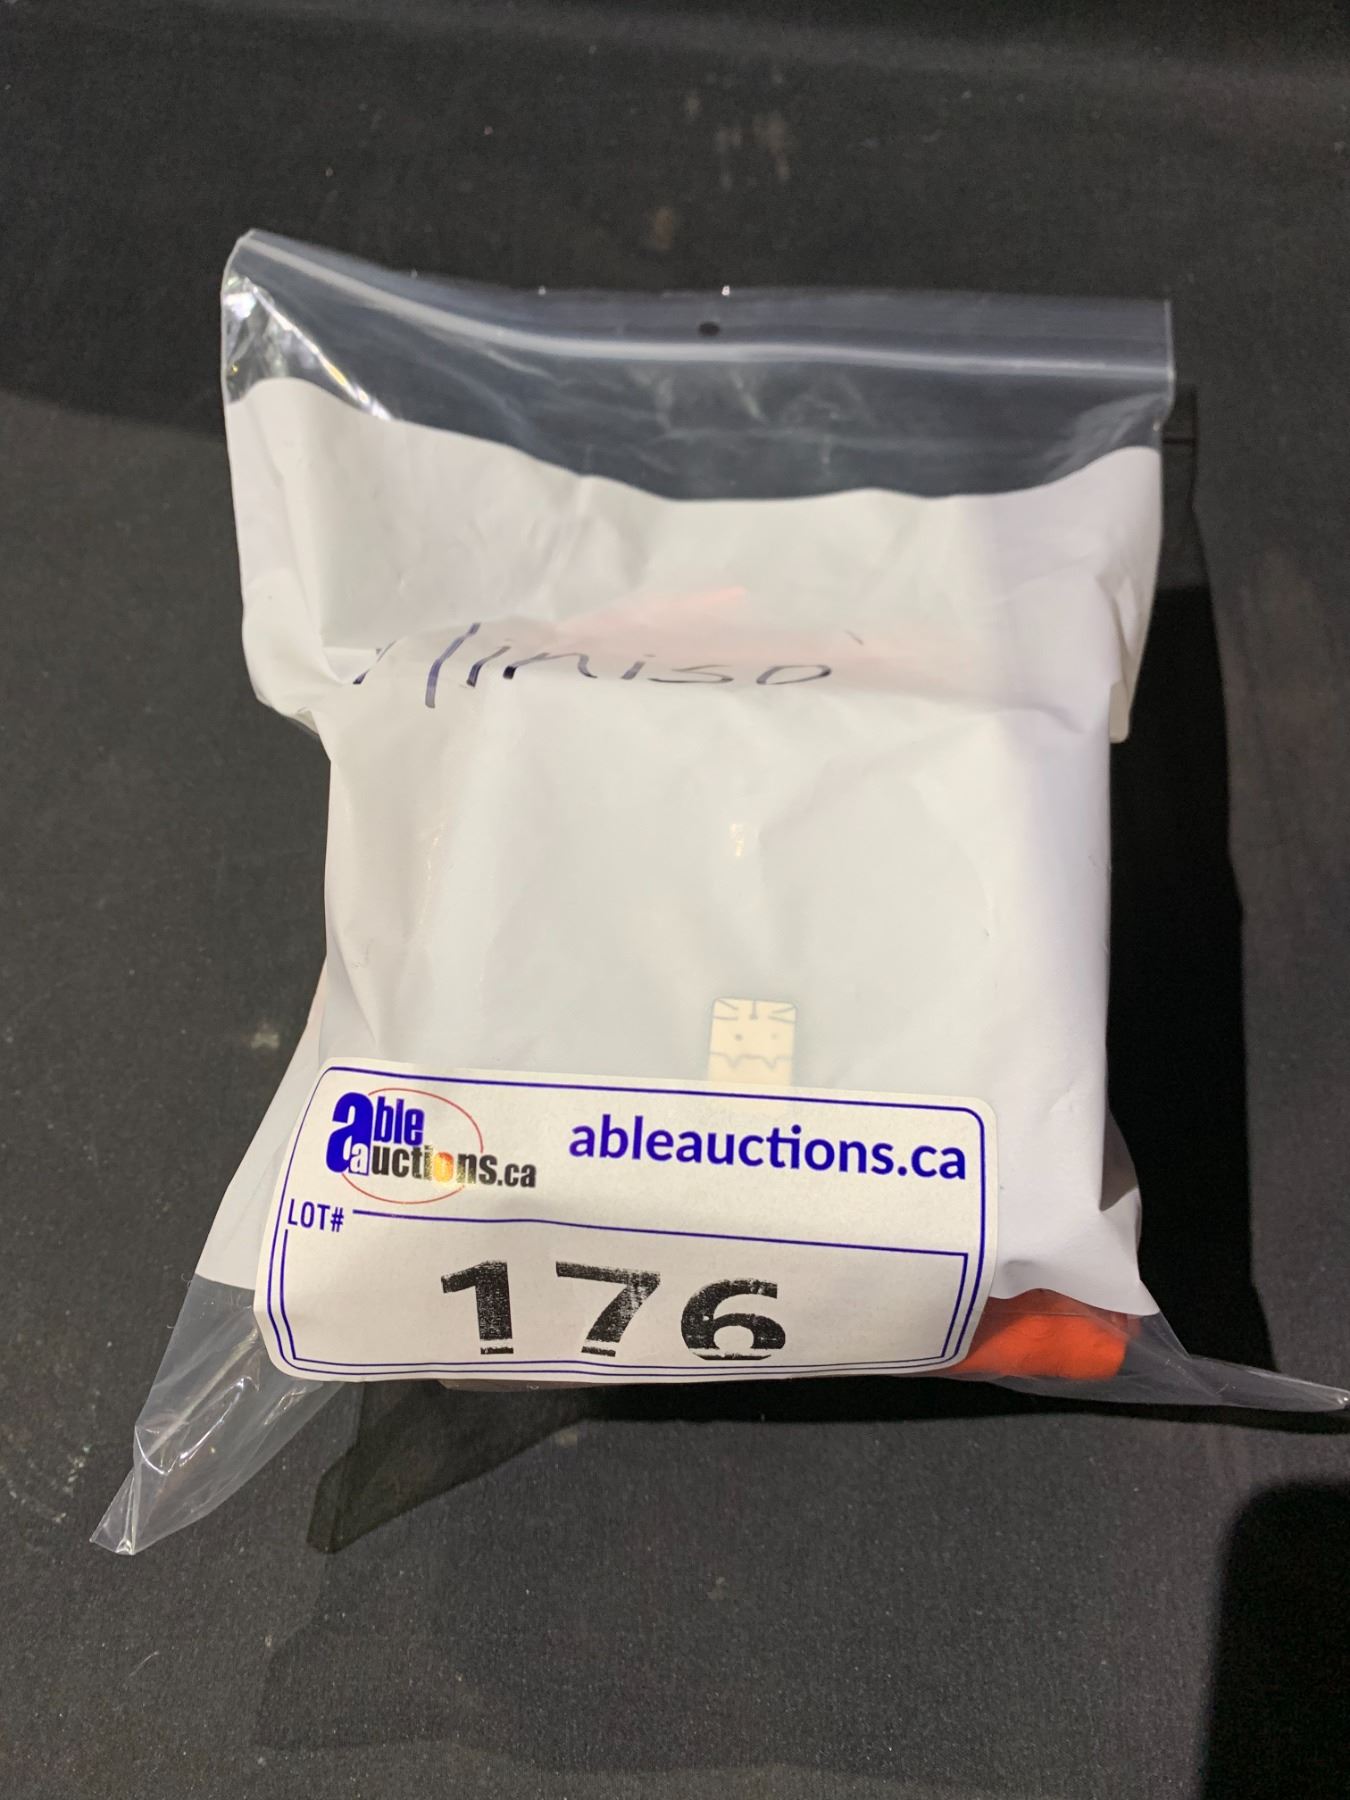 Miniso
able
auctions.ca
ableauctions.ca
LOT#
176